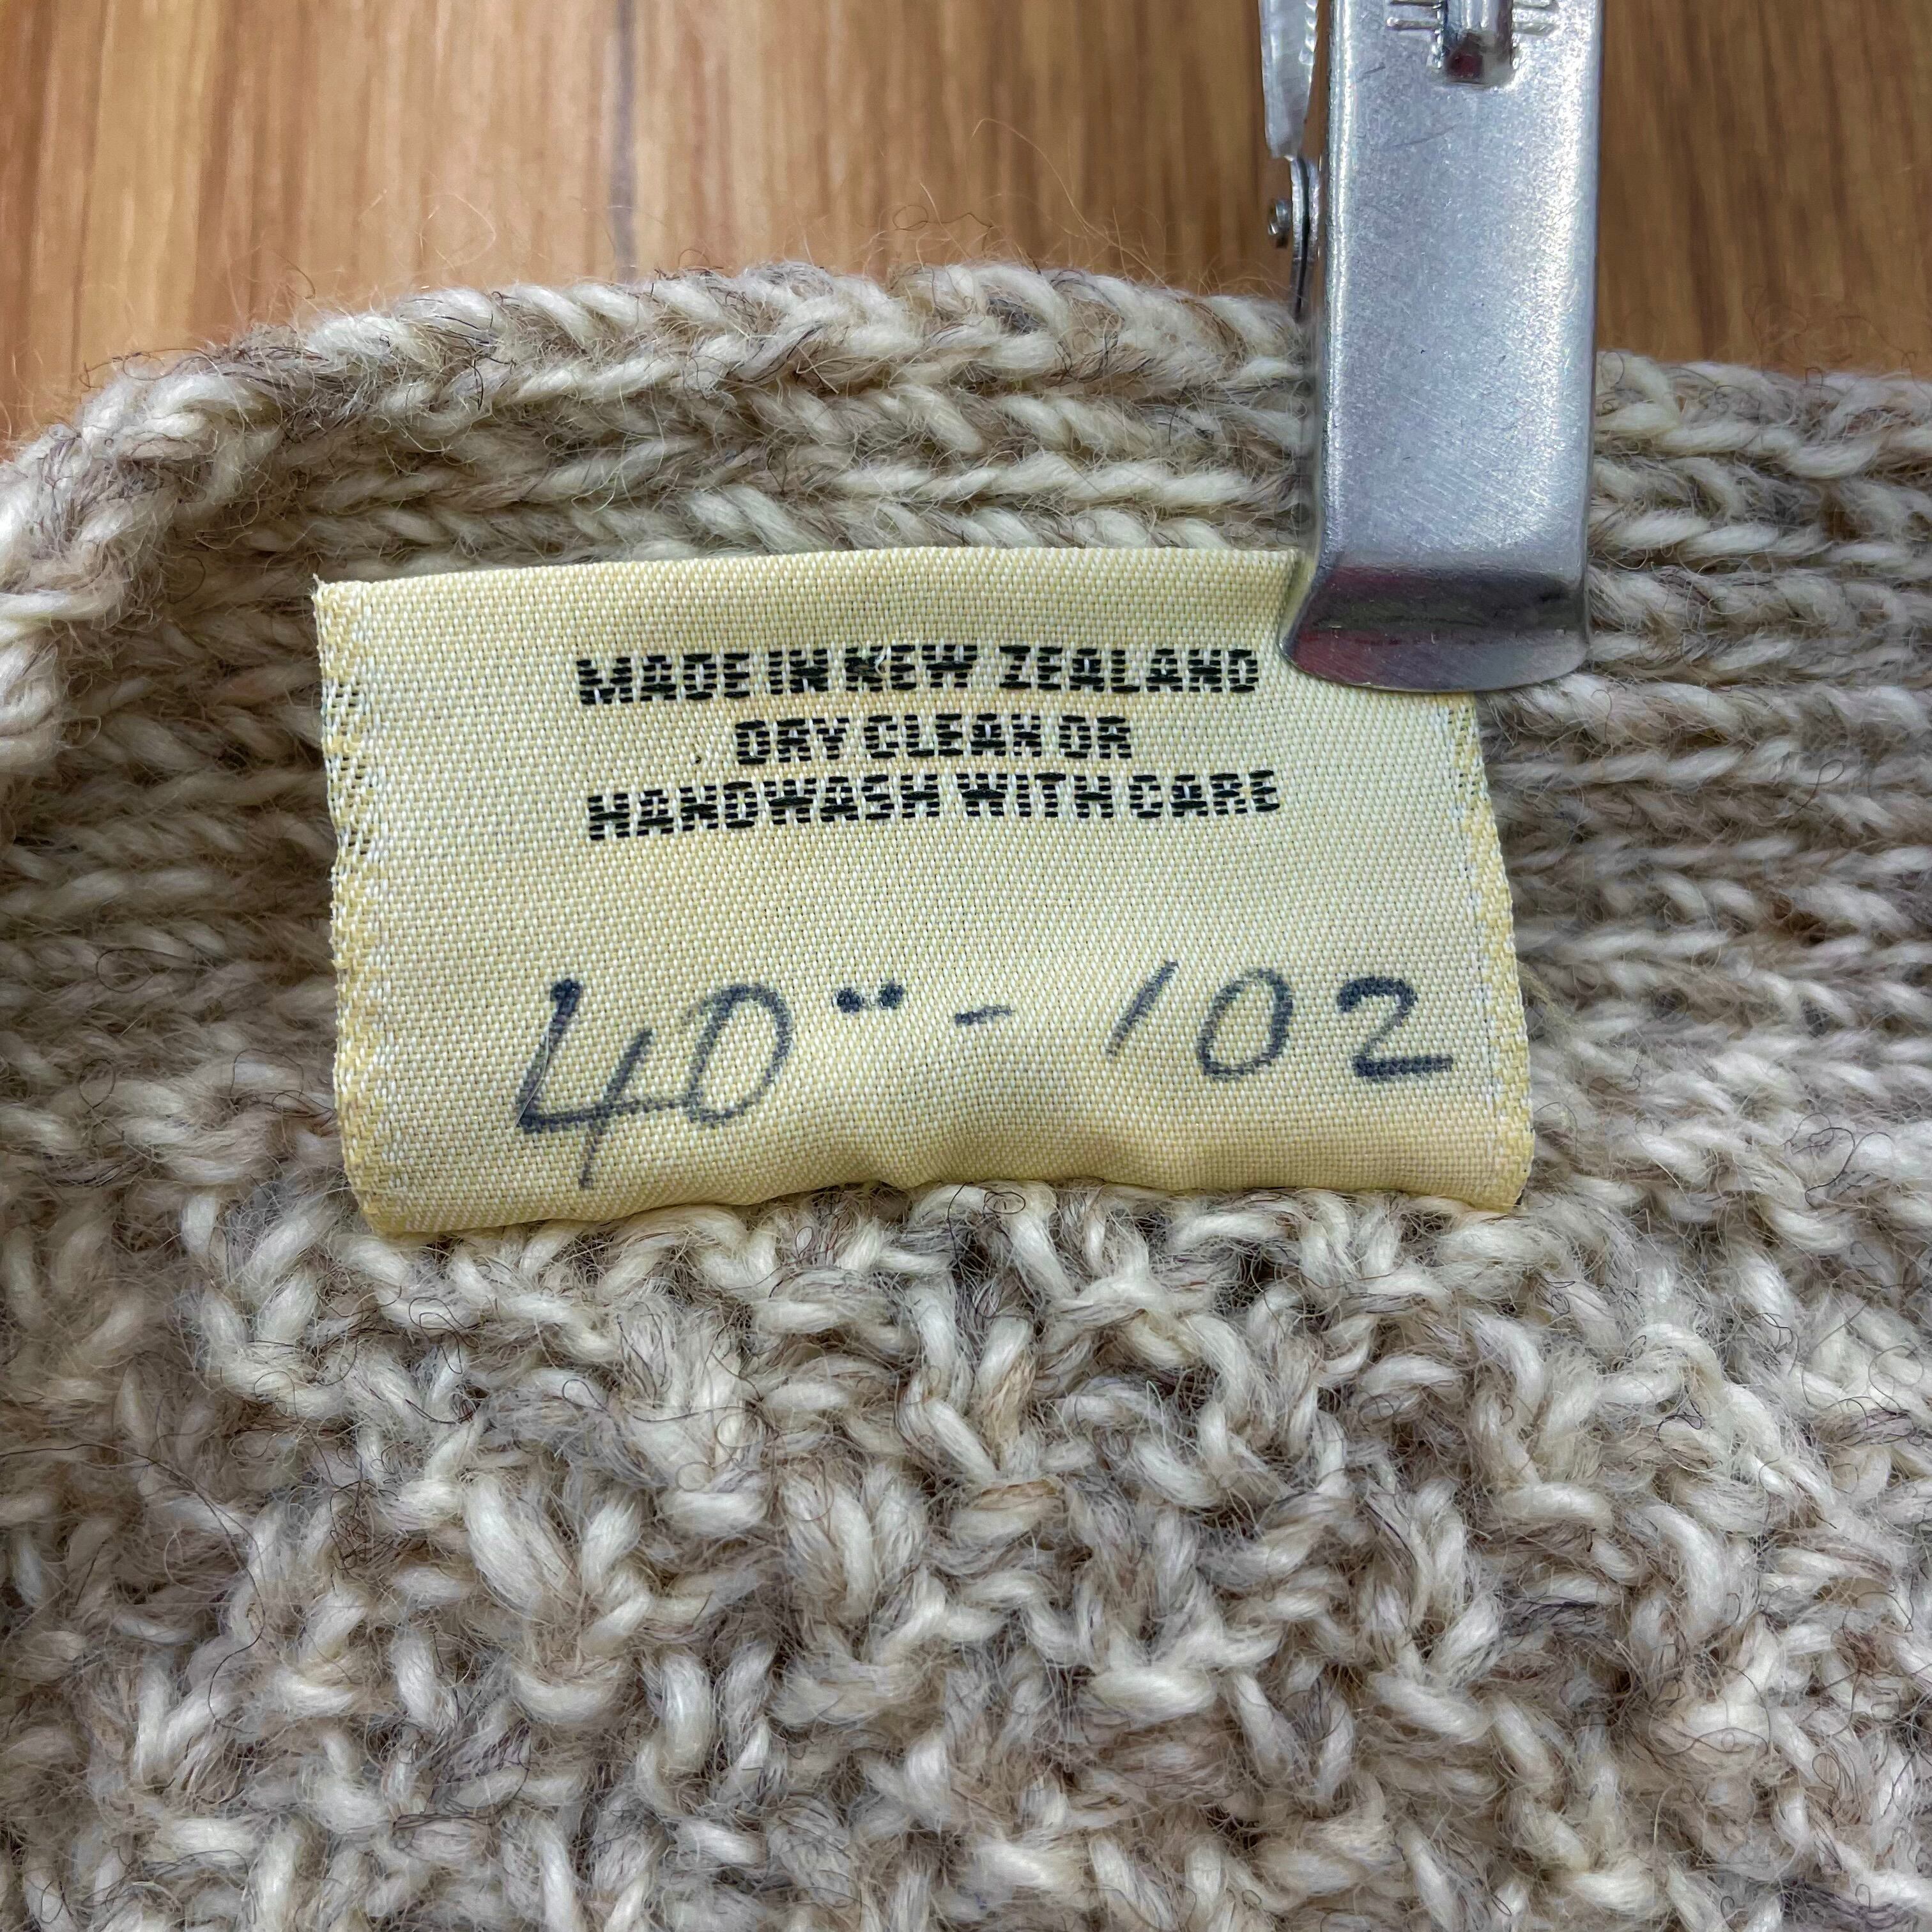 MADE IN NEW ZEALAND
DRY CLEAN OR
HANDWASH WITH CARE
40" - 102